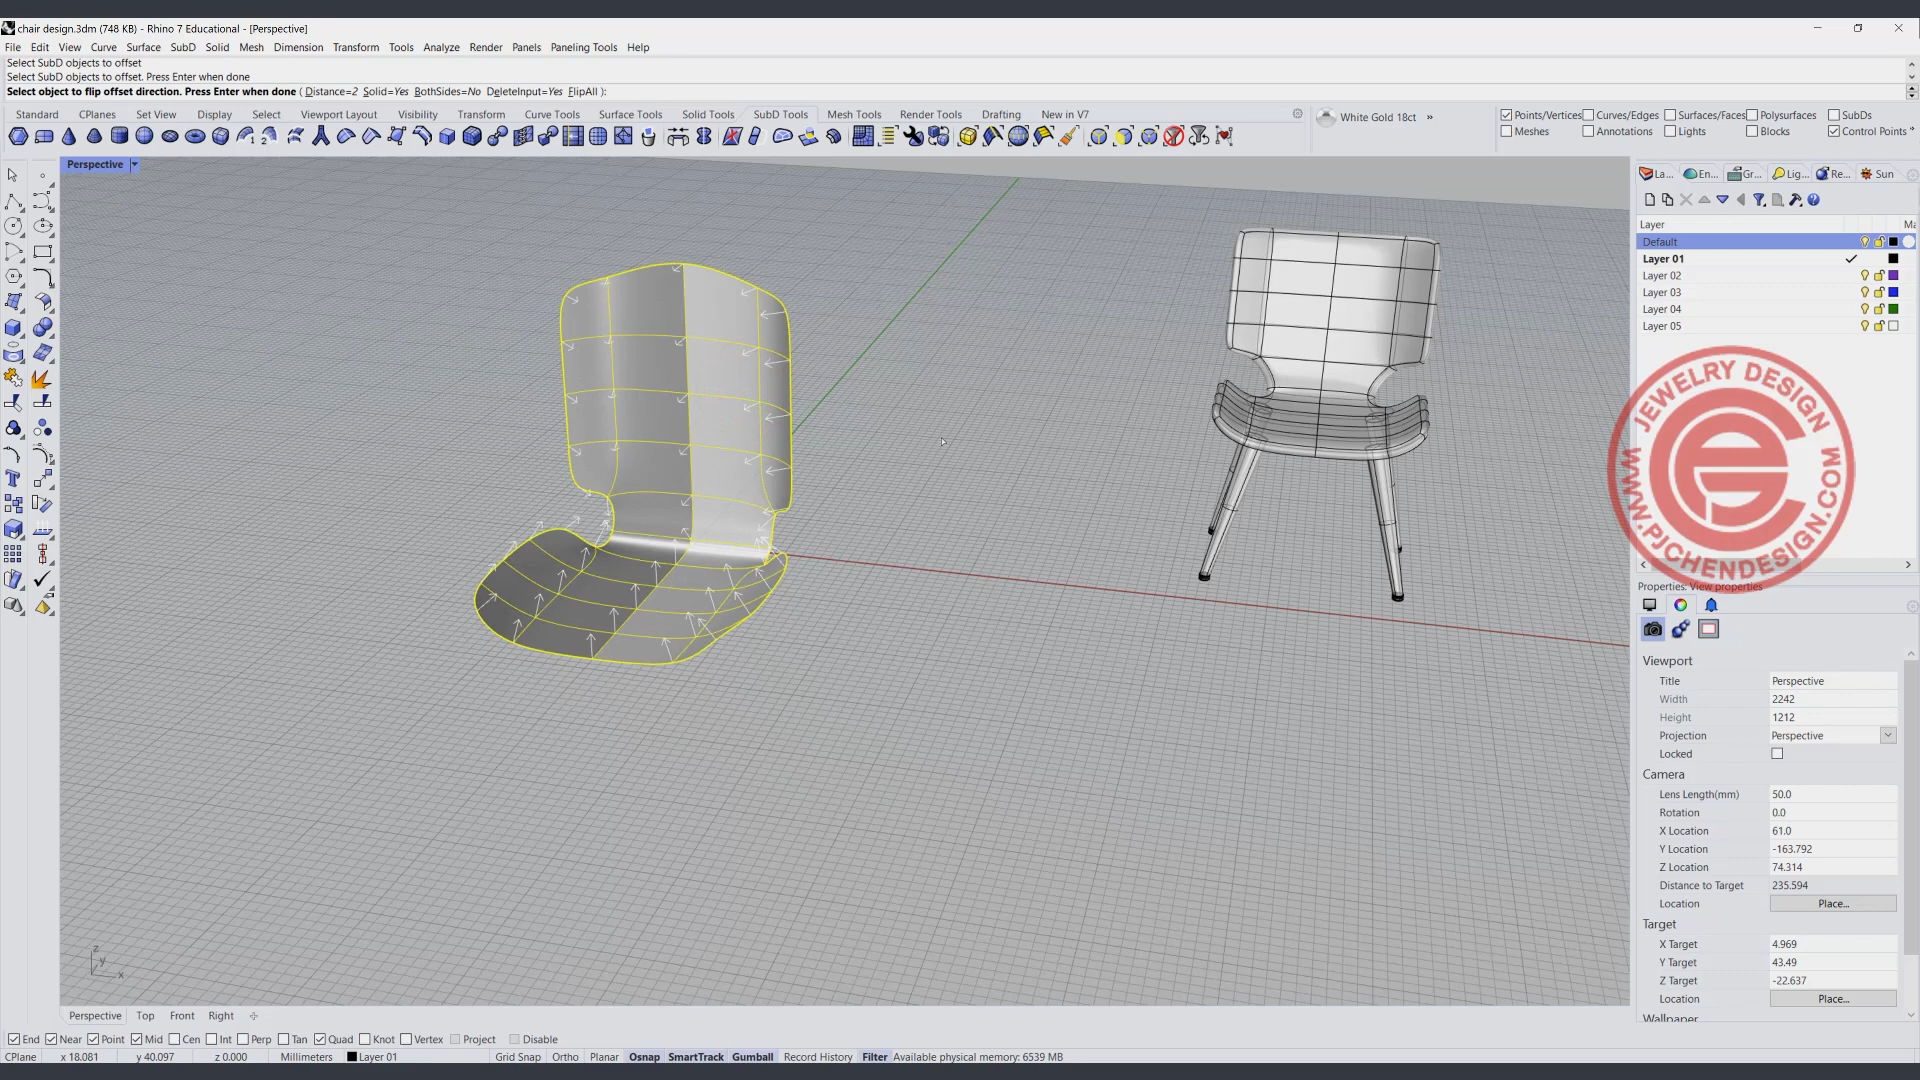 chair design.3dm (748 KB) - Rhino 7 Educational - [Perspective]
File Edit View Curve Surface SubD Solid Mesh Dimension Transform Tools Analyze Render Panels Paneling Tools Help
Select SubD objects to offset
Select SubD objects to offset. Press Enter when done
Select object to flip offset direction. Press Enter when done ( Distance=2 Solid=Yes BothSides=No DeleteInput=Yes FlipAll ):
Standard CPlanes Set View Display Select Viewport Layout Visibility Transform Curve Tools Surface Tools Solid Tools SubD Tools Mesh Tools Render Tools Drafting New in V7
White Gold 18ct »
Points/Vertices Curves/Edges Surfaces/Faces Polysurfaces SubDs
Meshes Annotations Lights Blocks Control Points
Perspective
La... En... Gr... Lig... Re... Sun
Layer Ma
Default
Layer 01
Layer 02
Layer 03
Layer 04
Layer 05
JEWELRY DESIGN
WWW.PJCHENDESIGN.COM
Properties: View properties
Viewport
Title Perspective
Width 2242
Height 1212
Projection Perspective
Locked
Camera
Lens Length(mm) 50.0
Rotation 0.0
X Location 61.0
Y Location -163.792
Z Location 74.314
Distance to Target 235.594
Location Place...
Target
X Target 4.969
Y Target 43.49
Z Target -22.637
Location Place...
Wallpaper
z
y
x
Perspective Top Front Right
End Near Point Mid Cen Int Perp Tan Quad Knot Vertex Project Disable
CPlane x 18.081 y 40.097 z 0.000 Millimeters Layer 01 Grid Snap Ortho Planar Osnap SmartTrack Gumball Record History Filter Available physical memory: 6539 MB